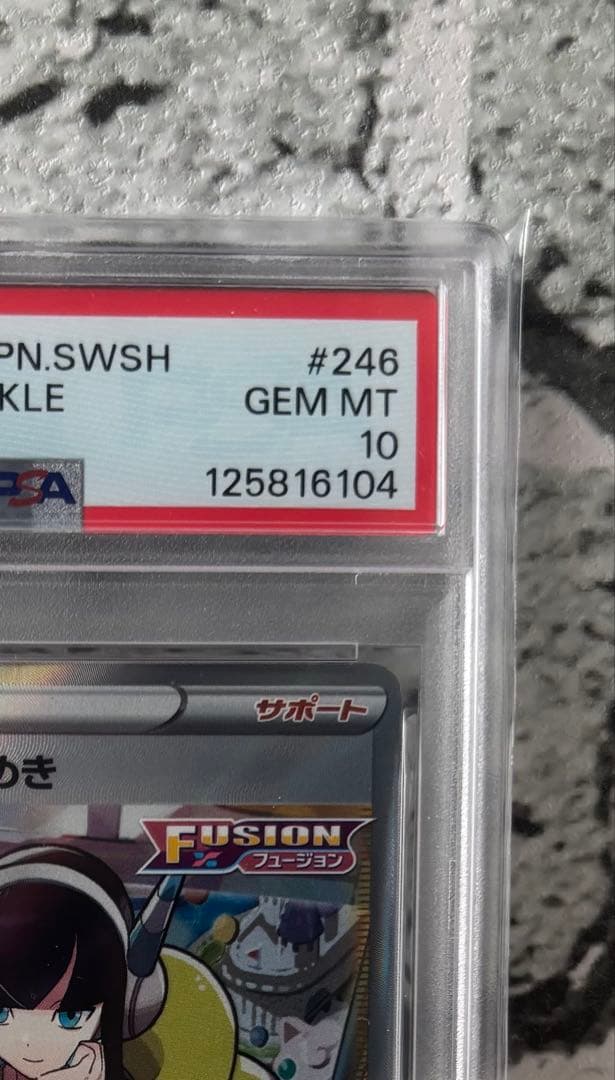 PN.SWSH #246
KLE GEM MT
10
PSA 125816104
サポート
めき
FUSION
フュージョン